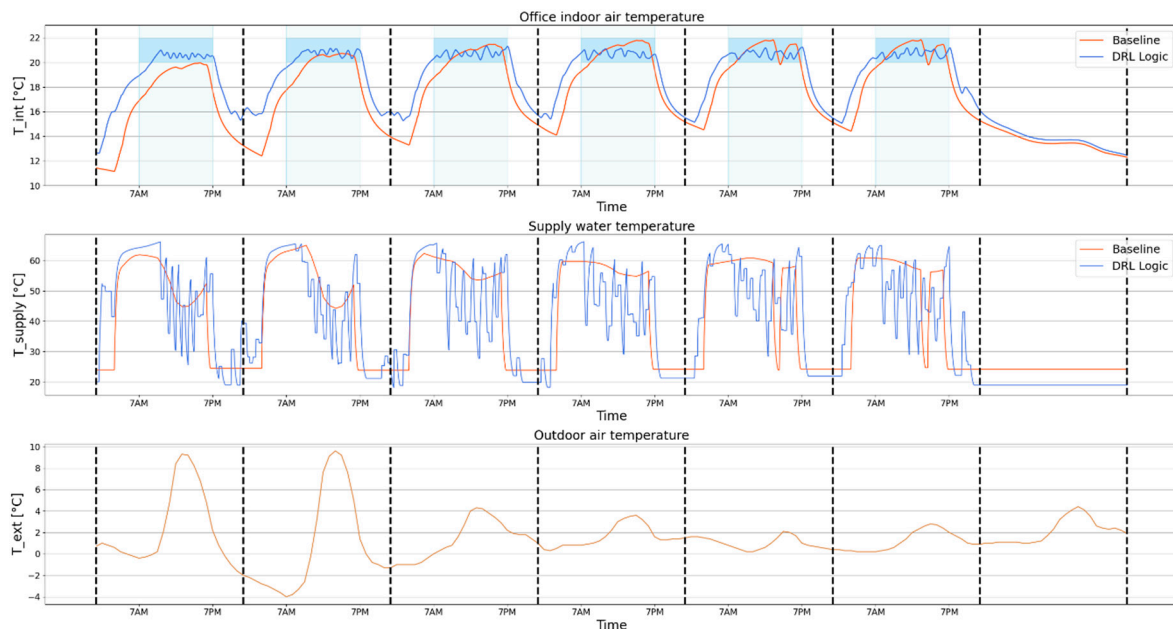 Office indoor air temperature
22
20
18
16
14
12
10
T_int [°C]
Baseline
DRL Logic
7AM 7PM 7AM 7PM 7AM 7PM 7AM 7PM 7AM 7PM 7AM 7PM
Time
Supply water temperature
60
50
40
30
20
T_supply [°C]
Baseline
DRL Logic
7AM 7PM 7AM 7PM 7AM 7PM 7AM 7PM 7AM 7PM 7AM 7PM
Time
Outdoor air temperature
10
8
6
4
2
0
−2
−4
T_ext [°C]
7AM 7PM 7AM 7PM 7AM 7PM 7AM 7PM 7AM 7PM 7AM 7PM
Time